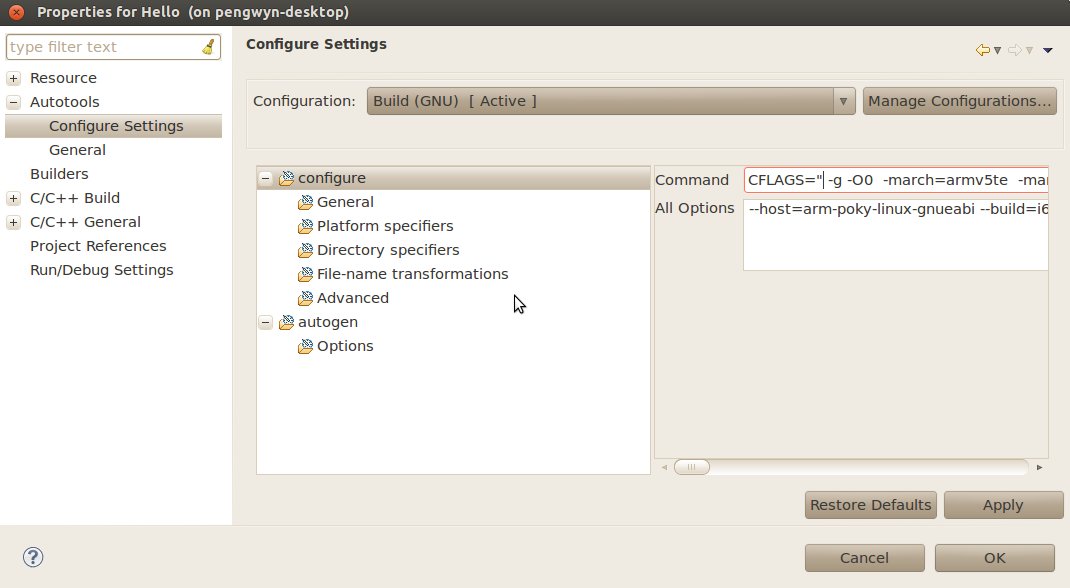 Properties for Hello (on pengwyn-desktop)
type filter text
Resource
Autotools
Configure Settings
General
Builders
C/C++ Build
C/C++ General
Project References
Run/Debug Settings
Configure Settings
Configuration: Build (GNU) [ Active ] Manage Configurations...
configure
General
Platform specifiers
Directory specifiers
File-name transformations
Advanced
autogen
Options
Command CFLAGS=" -g -O0 -march=armv5te -mar
All Options --host=arm-poky-linux-gnueabi --build=i6
Restore Defaults Apply
Cancel OK